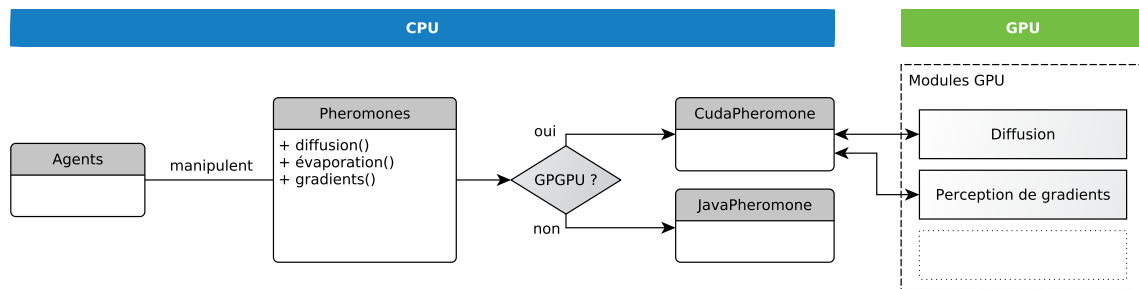 CPU
GPU
Modules GPU
Agents
manipulent
Pheromones
+ diffusion()
+ évaporation()
+ gradients()
oui
GPGPU ?
non
CudaPheromone
JavaPheromone
Diffusion
Perception de gradients